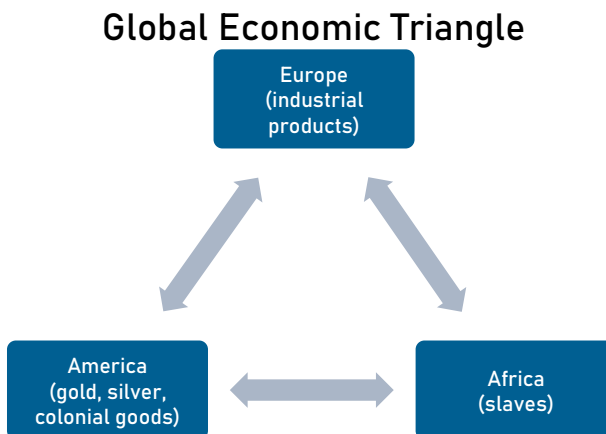 Global Economic Triangle
Europe
(industrial
products)
America
(gold, silver,
colonial goods)
Africa
(slaves)